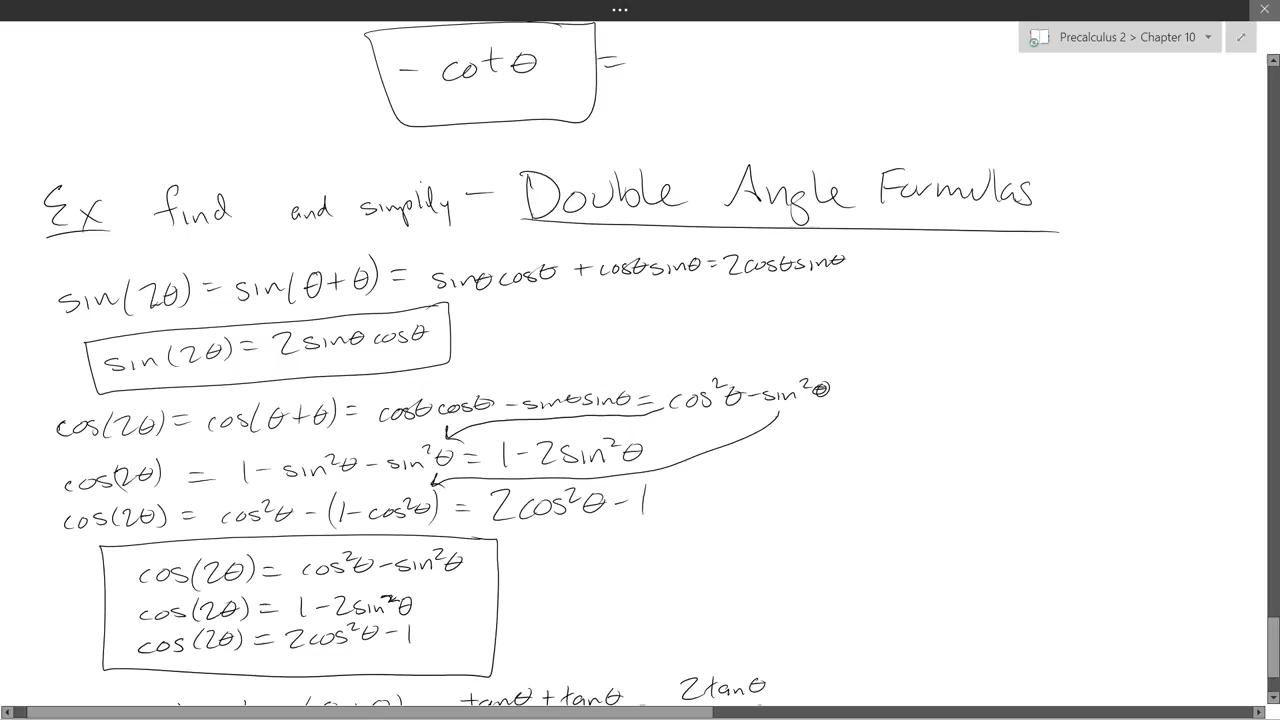 Precalculus 2 > Chapter 10
- cotθ =
Ex find and simplify - Double Angle Formulas
sin(2θ) = sin(θ+θ) = sinθcosθ + cosθsinθ = 2cosθsinθ
sin(2θ) = 2sinθcosθ
cos(2θ) = cos(θ+θ) = cosθcosθ - sinθsinθ = cos²θ - sin²θ
cos(2θ) = 1 - sin²θ - sin²θ = 1 - 2sin²θ
cos(2θ) = cos²θ - (1 - cos²θ) = 2cos²θ - 1
cos(2θ) = cos²θ - sin²θ
cos(2θ) = 1 - 2sin²θ
cos(2θ) = 2cos²θ - 1
tanθ + tanθ 2tanθ